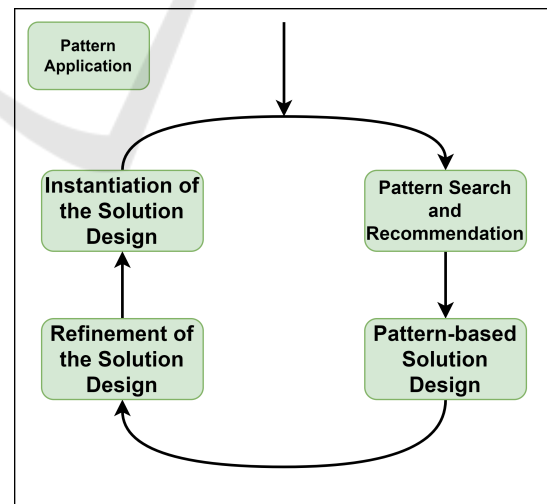 Pattern
Application
Instantiation of
the Solution
Design
Pattern Search
and
Recommendation
Refinement of
the Solution
Design
Pattern-based
Solution
Design